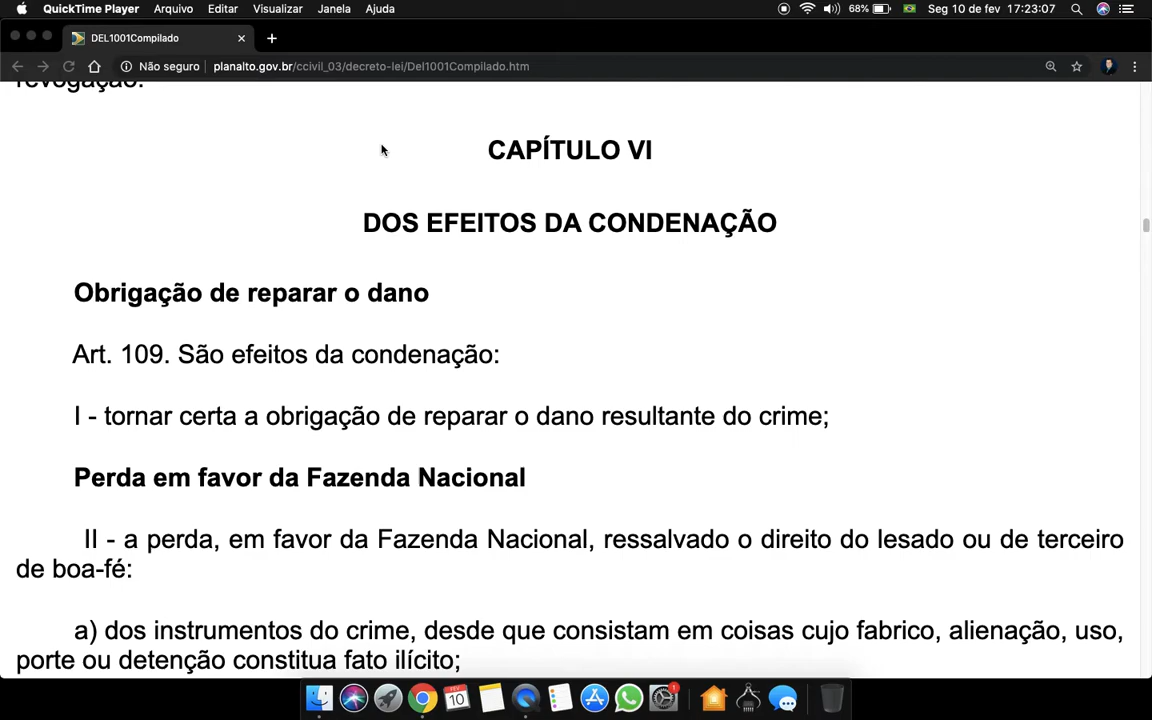 QuickTime Player Arquivo Editar Visualizar Janela Ajuda 68% Seg 10 de fev 17:23:07
DEL1001Compilado
Não seguro planalto.gov.br/ccivil_03/decreto-lei/Del1001Compilado.htm
revogação.
CAPÍTULO VI
DOS EFEITOS DA CONDENAÇÃO
Obrigação de reparar o dano
Art. 109. São efeitos da condenação:
I - tornar certa a obrigação de reparar o dano resultante do crime;
Perda em favor da Fazenda Nacional
II - a perda, em favor da Fazenda Nacional, ressalvado o direito do lesado ou de terceiro
de boa-fé:
a) dos instrumentos do crime, desde que consistam em coisas cujo fabrico, alienação, uso,
porte ou detenção constitua fato ilícito;
FEV
10
1